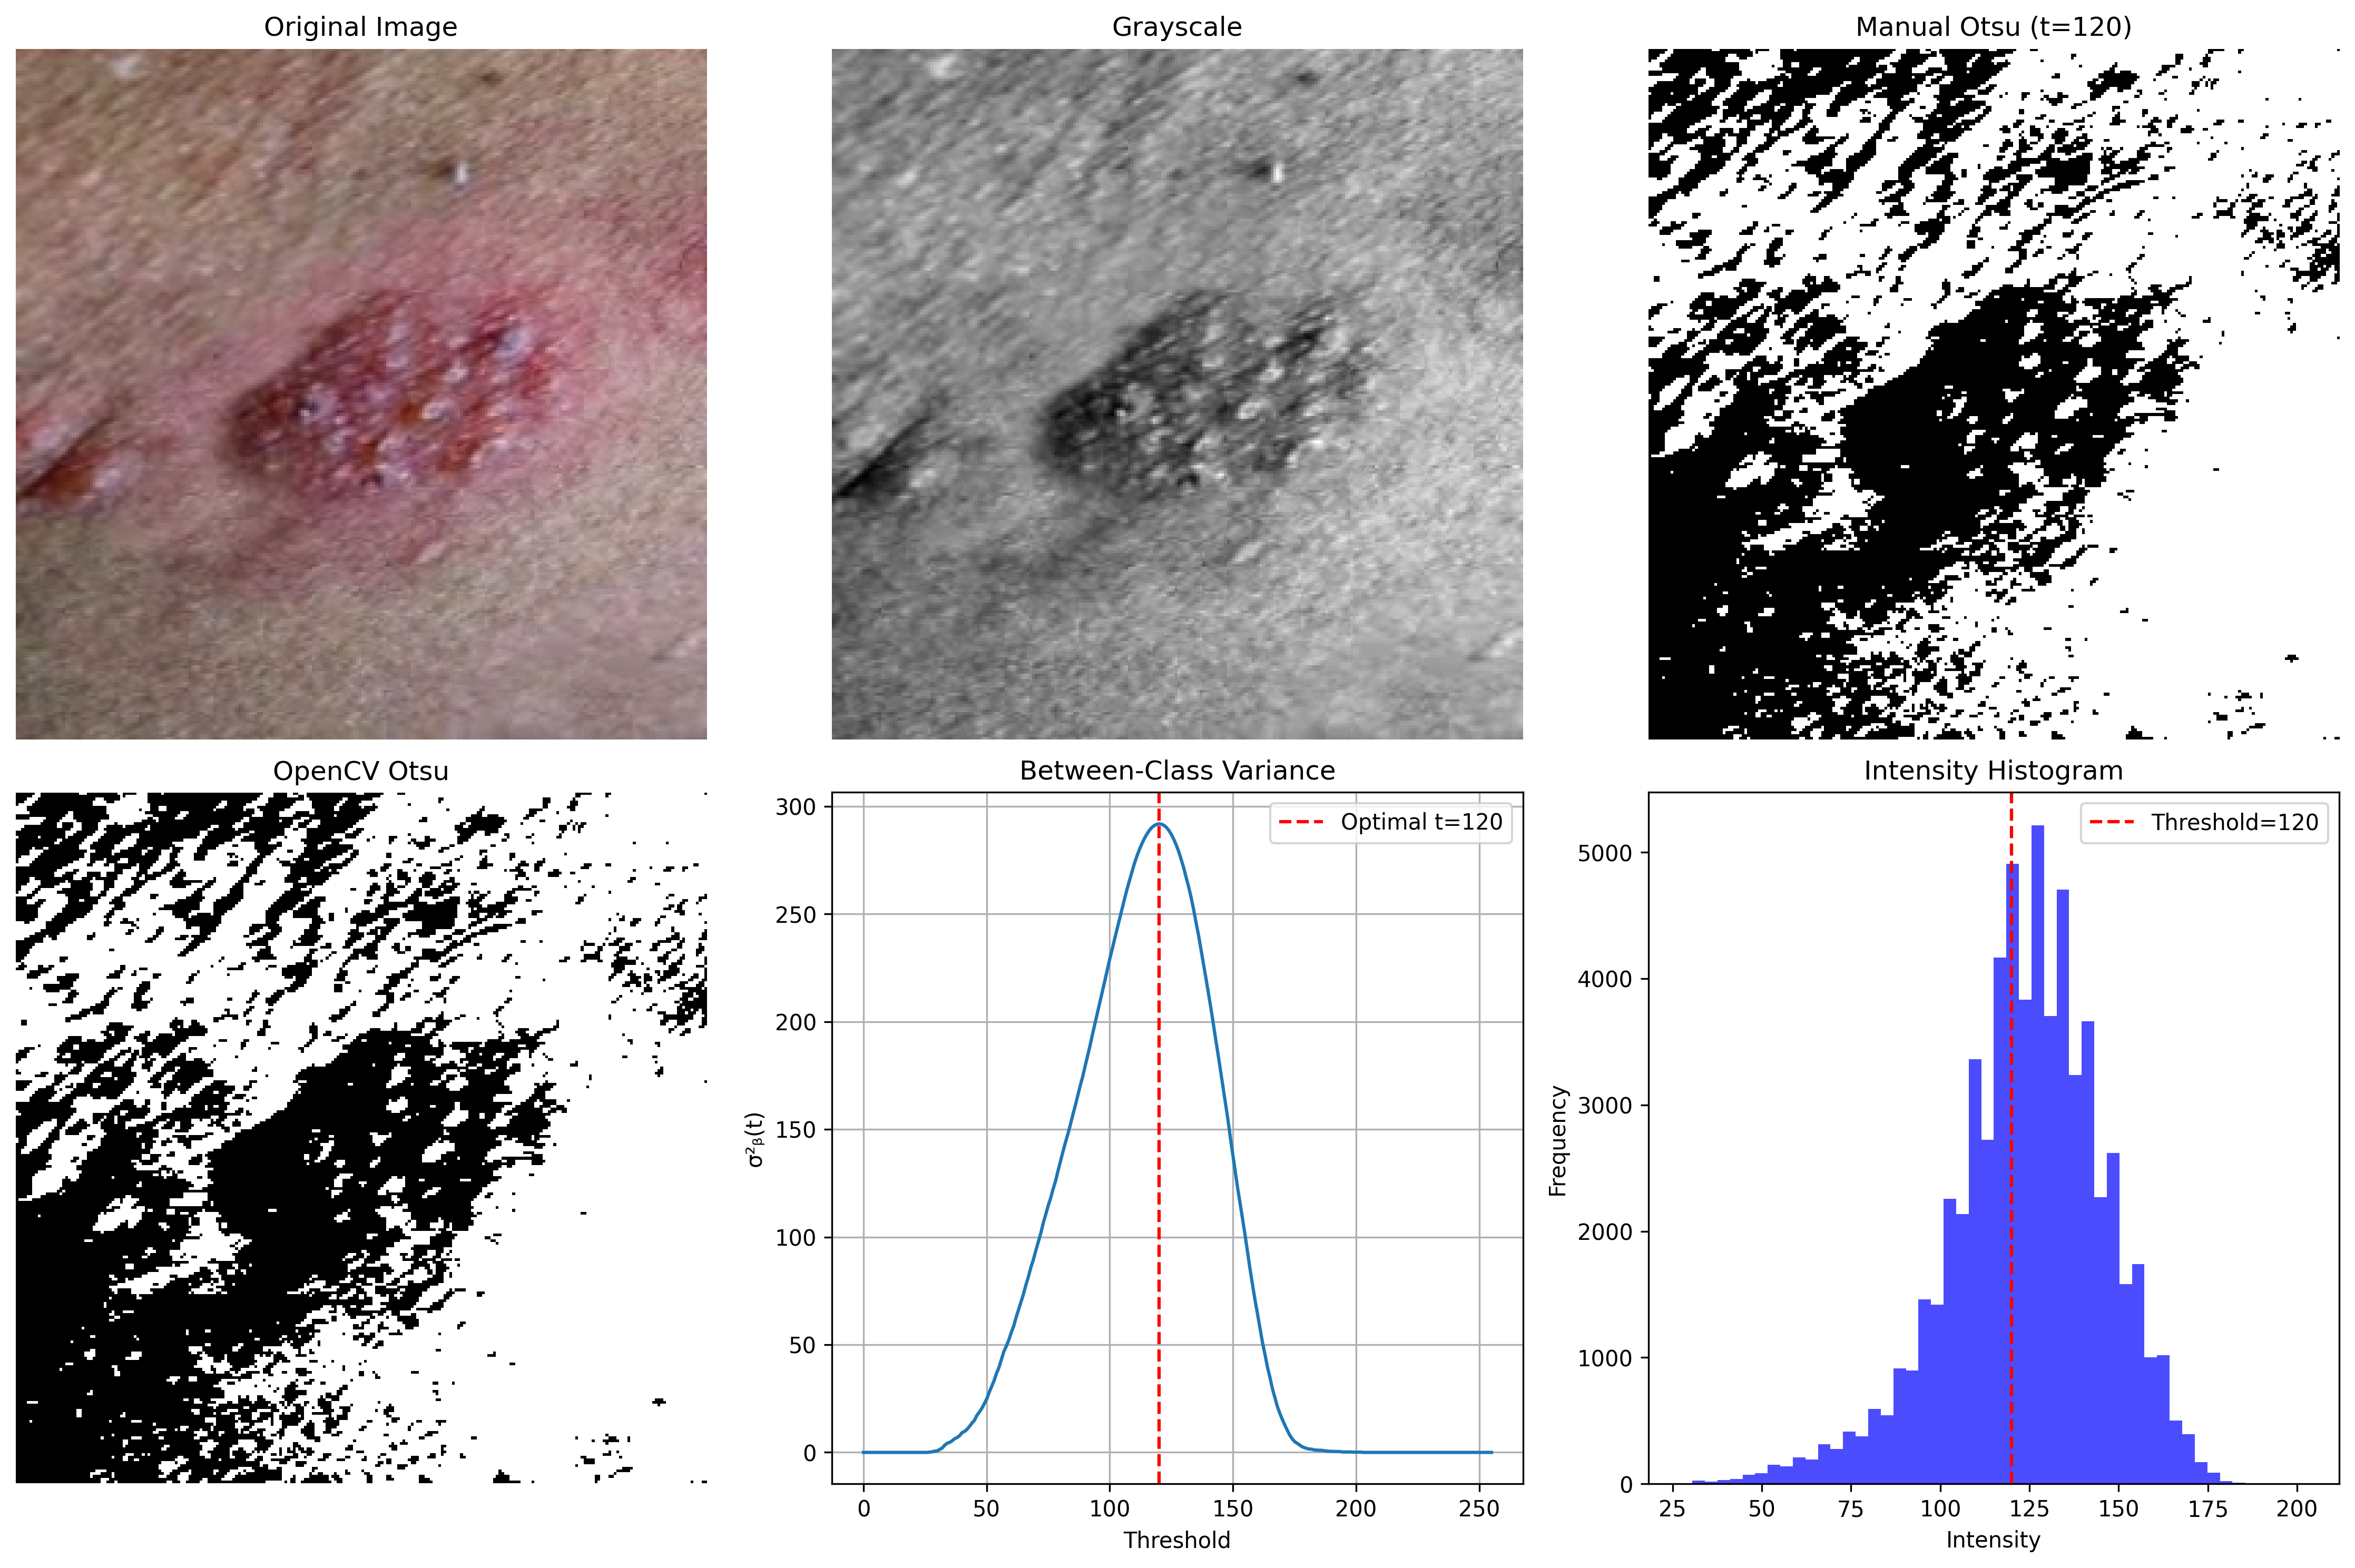 Original Image
Grayscale
Manual Otsu (t=120)
OpenCV Otsu
Between-Class Variance
Intensity Histogram
300
250
200
150
100
50
0
σ²ᵦ(t)
Optimal t=120
0 50 100 150 200 250
Threshold
5000
4000
3000
2000
1000
0
Frequency
Threshold=120
25 50 75 100 125 150 175 200
Intensity